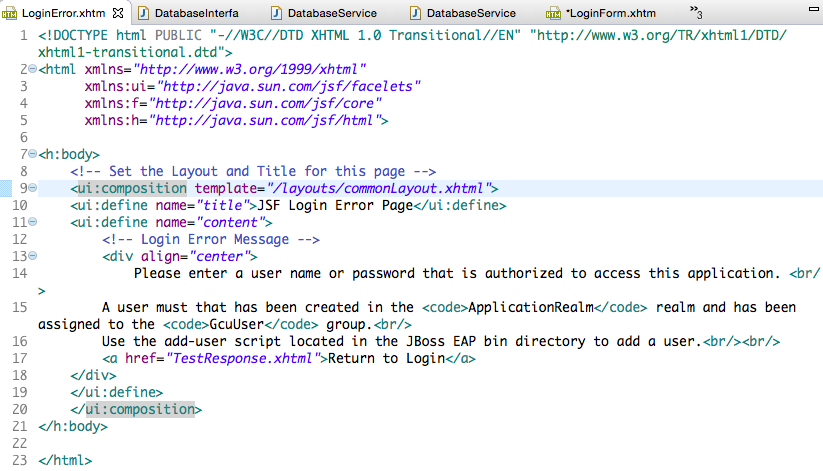 LoginError.xhtm DatabaseInterfa DatabaseService DatabaseService *LoginForm.xhtm »3
1 <!DOCTYPE html PUBLIC "-//W3C//DTD XHTML 1.0 Transitional//EN" "http://www.w3.org/TR/xhtml1/DTD/
xhtml1-transitional.dtd">
2 <html xmlns="http://www.w3.org/1999/xhtml"
3 xmlns:ui="http://java.sun.com/jsf/facelets"
4 xmlns:f="http://java.sun.com/jsf/core"
5 xmlns:h="http://java.sun.com/jsf/html">
6
7 <h:body>
8 <!-- Set the Layout and Title for this page -->
9 <ui:composition template="/layouts/commonLayout.xhtml">
10 <ui:define name="title">JSF Login Error Page</ui:define>
11 <ui:define name="content">
12 <!-- Login Error Message -->
13 <div align="center">
14 Please enter a user name or password that is authorized to access this application. <br/
>
15 A user must that has been created in the <code>ApplicationRealm</code> realm and has been
assigned to the <code>GcuUser</code> group.<br/>
16 Use the add-user script located in the JBoss EAP bin directory to add a user.<br/><br/>
17 <a href="TestResponse.xhtml">Return to Login</a>
18 </div>
19 </ui:define>
20 </ui:composition>
21 </h:body>
22
23 </html>